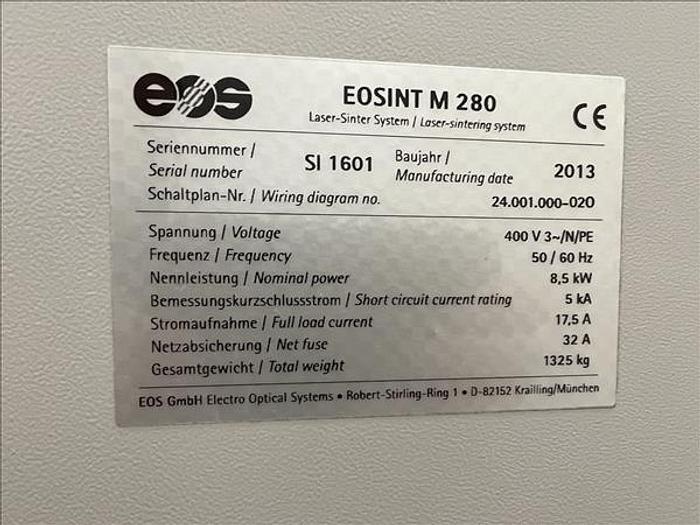 eos
EOSINT M 280
CE
Laser-Sinter System / Laser-sintering system
Seriennummer /
Serial number
SI 1601
Baujahr /
Manufacturing date
2013
Schaltplan-Nr. / Wiring diagram no. 24.001.000-020
Spannung / Voltage 400 V 3~/N/PE
Frequenz / Frequency 50 / 60 Hz
Nennleistung / Nominal power 8,5 kW
Bemessungskurzschlussstrom / Short circuit current rating 5 kA
Stromaufnahme / Full load current 17,5 A
Netzabsicherung / Net fuse 32 A
Gesamtgewicht / Total weight 1325 kg
EOS GmbH Electro Optical Systems • Robert-Stirling-Ring 1 • D-82152 Krailling/München